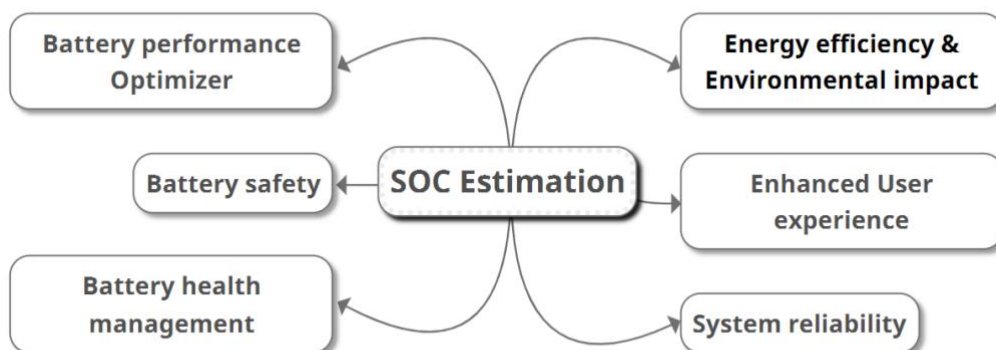 Battery performance
Optimizer
Energy efficiency &
Environmental impact
Battery safety
SOC Estimation
Enhanced User
experience
Battery health
management
System reliability